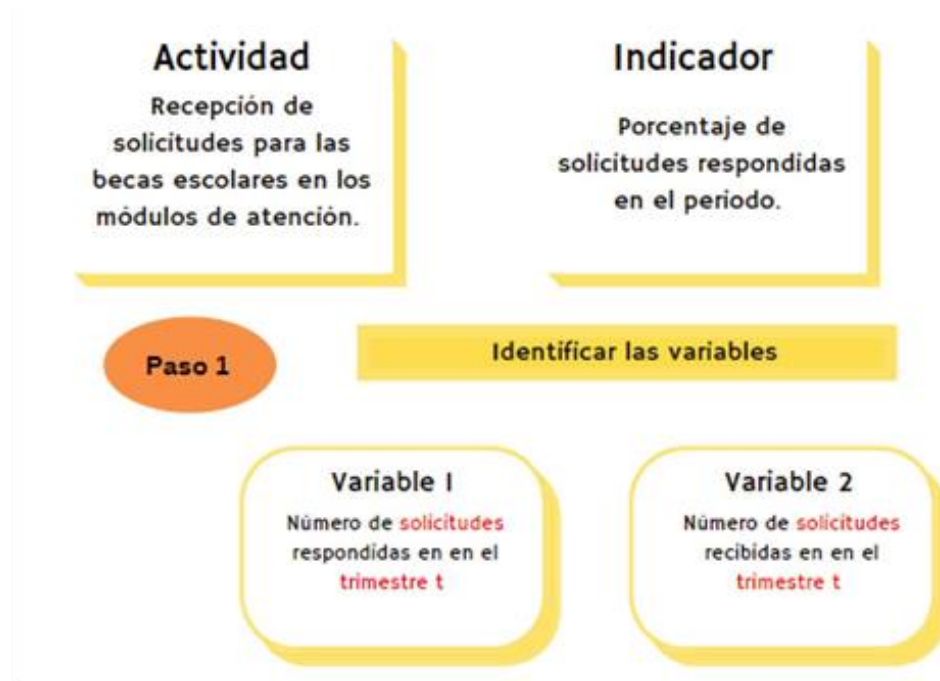 Actividad
Recepción de
solicitudes para las
becas escolares en los
módulos de atención.
Indicador
Porcentaje de
solicitudes respondidas
en el periodo.
Paso 1
Identificar las variables
Variable 1
Número de solicitudes
respondidas en en el
trimestre t
Variable 2
Número de solicitudes
recibidas en en el
trimestre t